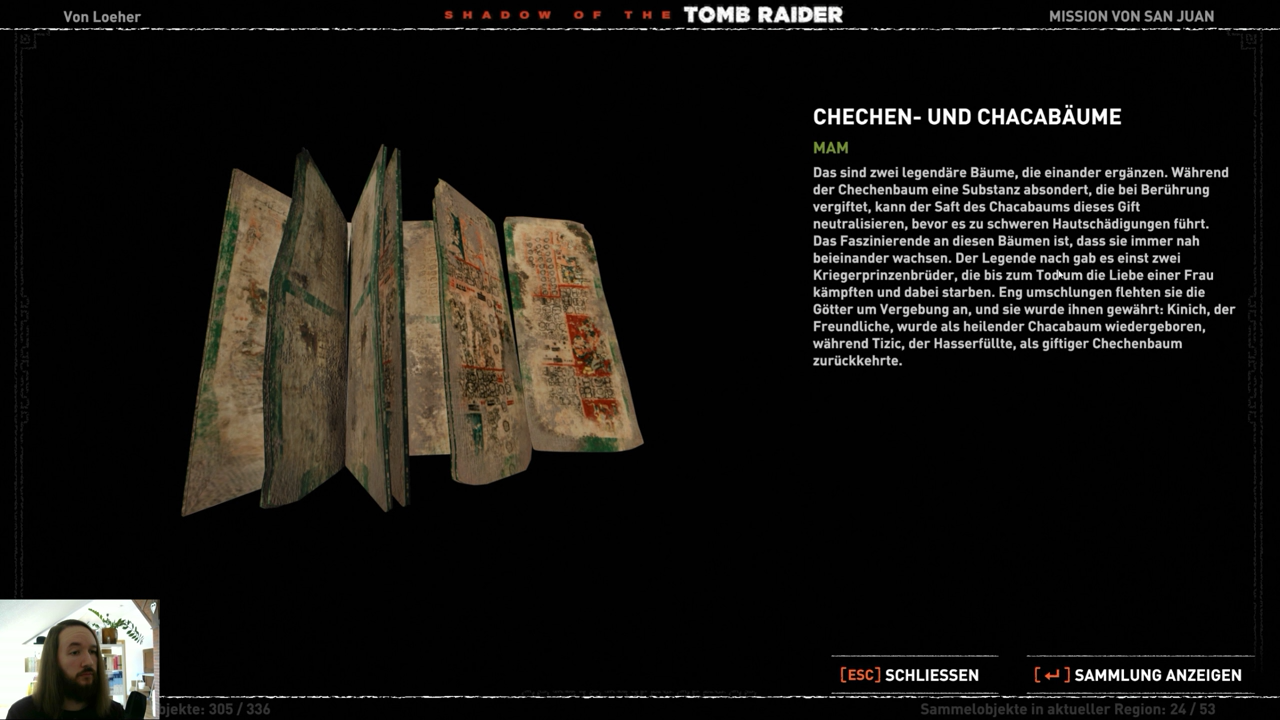 Von Loeher
SHADOW OF THE TOMB RAIDER
MISSION VON SAN JUAN
CHECHEN- UND CHACABÄUME
MAM
Das sind zwei legendäre Bäume, die einander ergänzen. Während
der Chechenbaum eine Substanz absondert, die bei Berührung
vergiftet, kann der Saft des Chacabaums dieses Gift
neutralisieren, bevor es zu schweren Hautschädigungen führt.
Das Faszinierende an diesen Bäumen ist, dass sie immer nah
beieinander wachsen. Der Legende nach gab es einst zwei
Kriegerprinzenbrüder, die bis zum Tod um die Liebe einer Frau
kämpften und dabei starben. Eng umschlungen flehten sie die
Götter um Vergebung an, und sie wurde ihnen gewährt: Kinich, der
Freundliche, wurde als heilender Chacabaum wiedergeboren,
während Tizic, der Hasserfüllte, als giftiger Chechenbaum
zurückkehrte.
[ESC] SCHLIESSEN
[↵] SAMMLUNG ANZEIGEN
bjekte: 305 / 336
Sammelobjekte in aktueller Region: 24 / 53